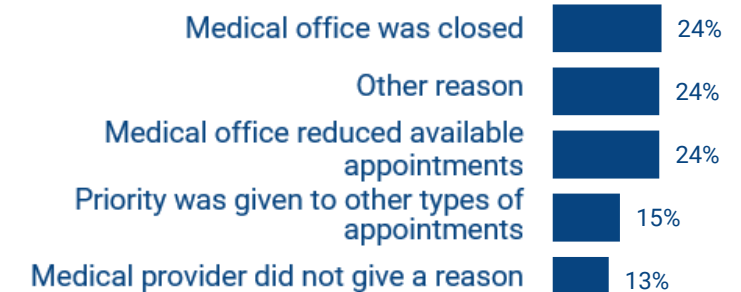 Medical office was closed 24%
Other reason 24%
Medical office reduced available
appointments 24%
Priority was given to other types of
appointments 15%
Medical provider did not give a reason 13%